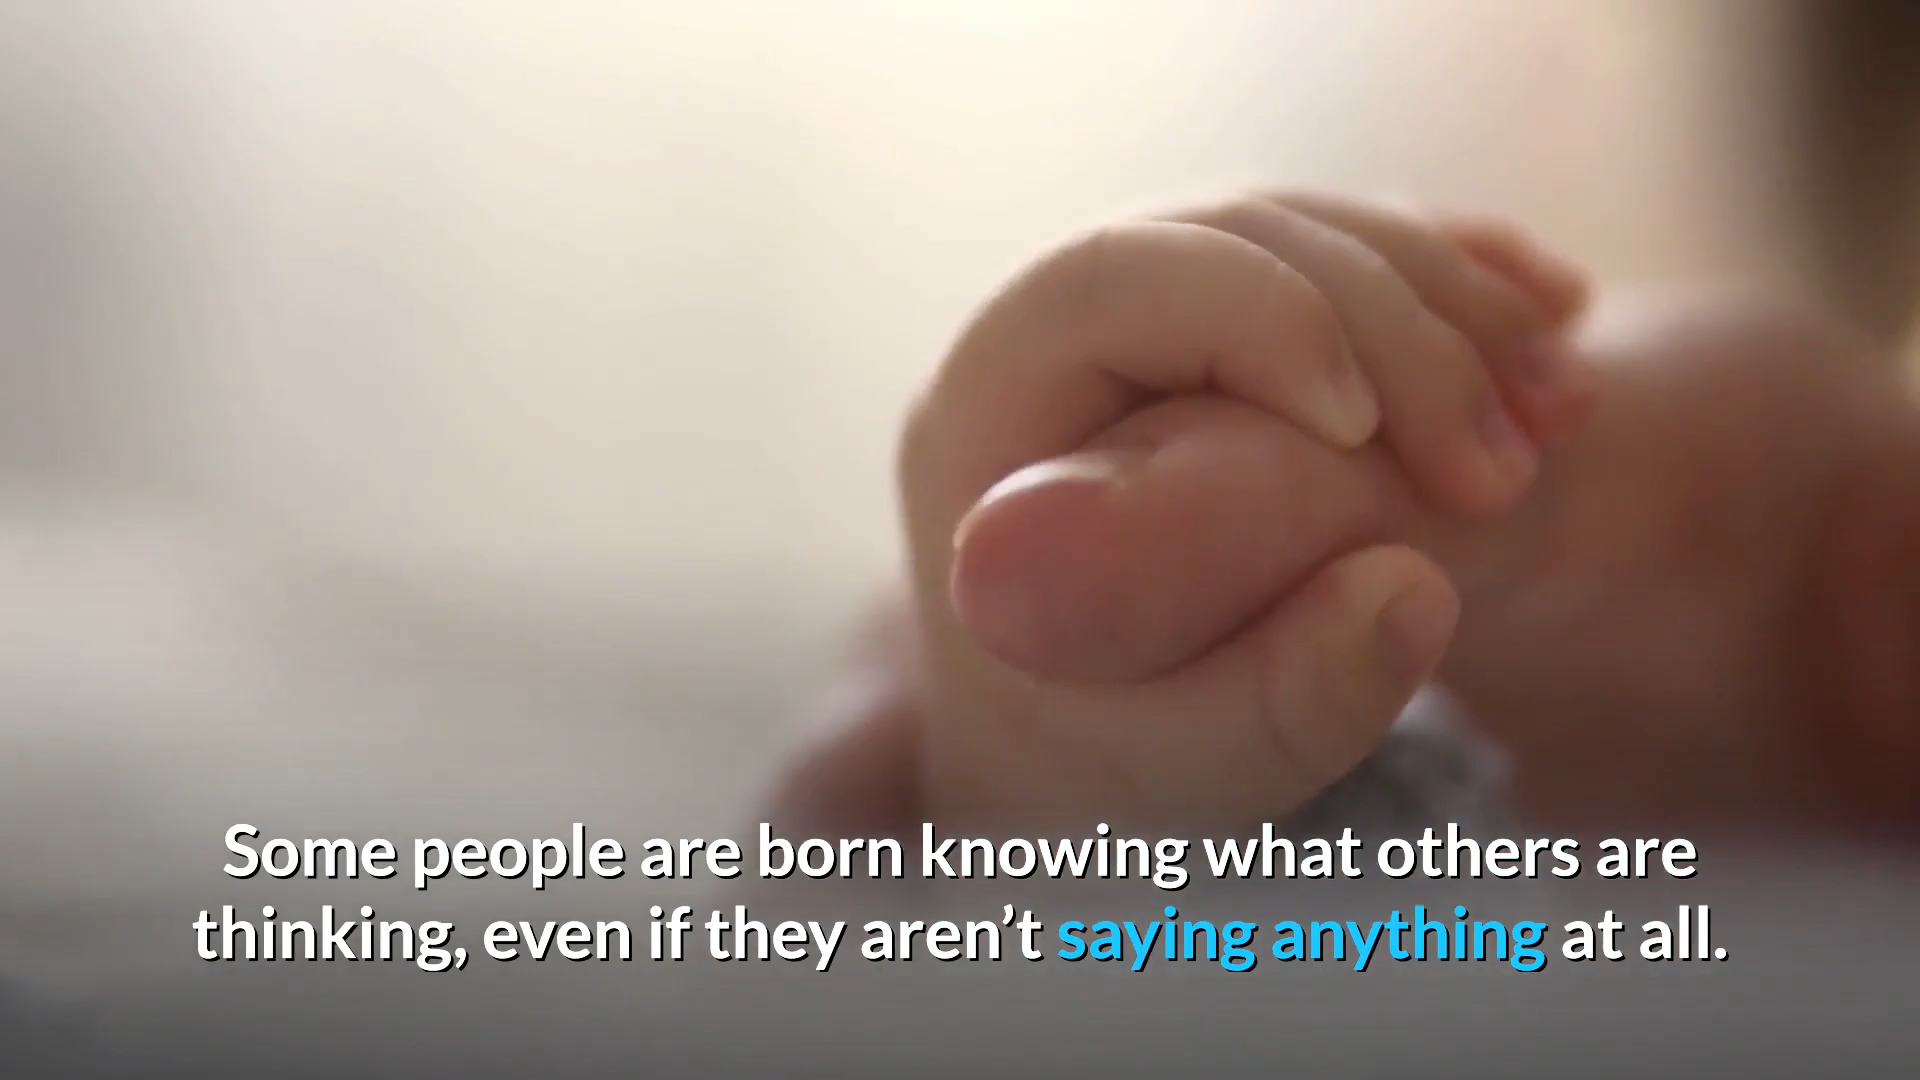 Some people are born knowing what others are
thinking, even if they aren’t saying anything at all.